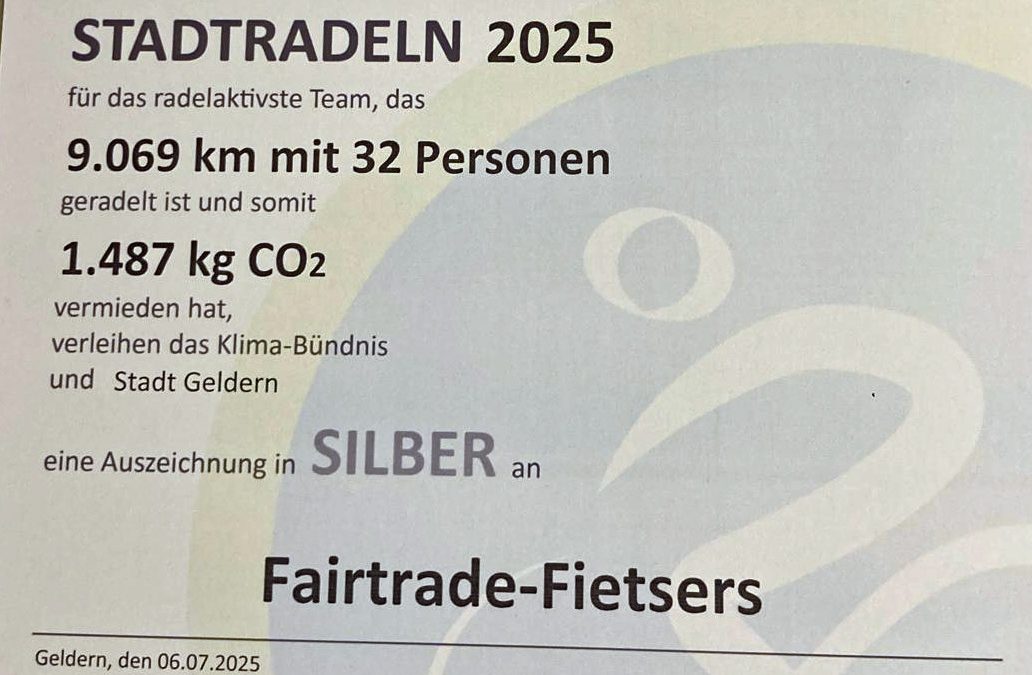 STADTRADELN 2025
für das radelaktivste Team, das
9.069 km mit 32 Personen
geradelt ist und somit
1.487 kg CO2
vermieden hat,
verleihen das Klima-Bündnis
und Stadt Geldern
eine Auszeichnung in SILBER an
Fairtrade-Fietsers
Geldern, den 06.07.2025